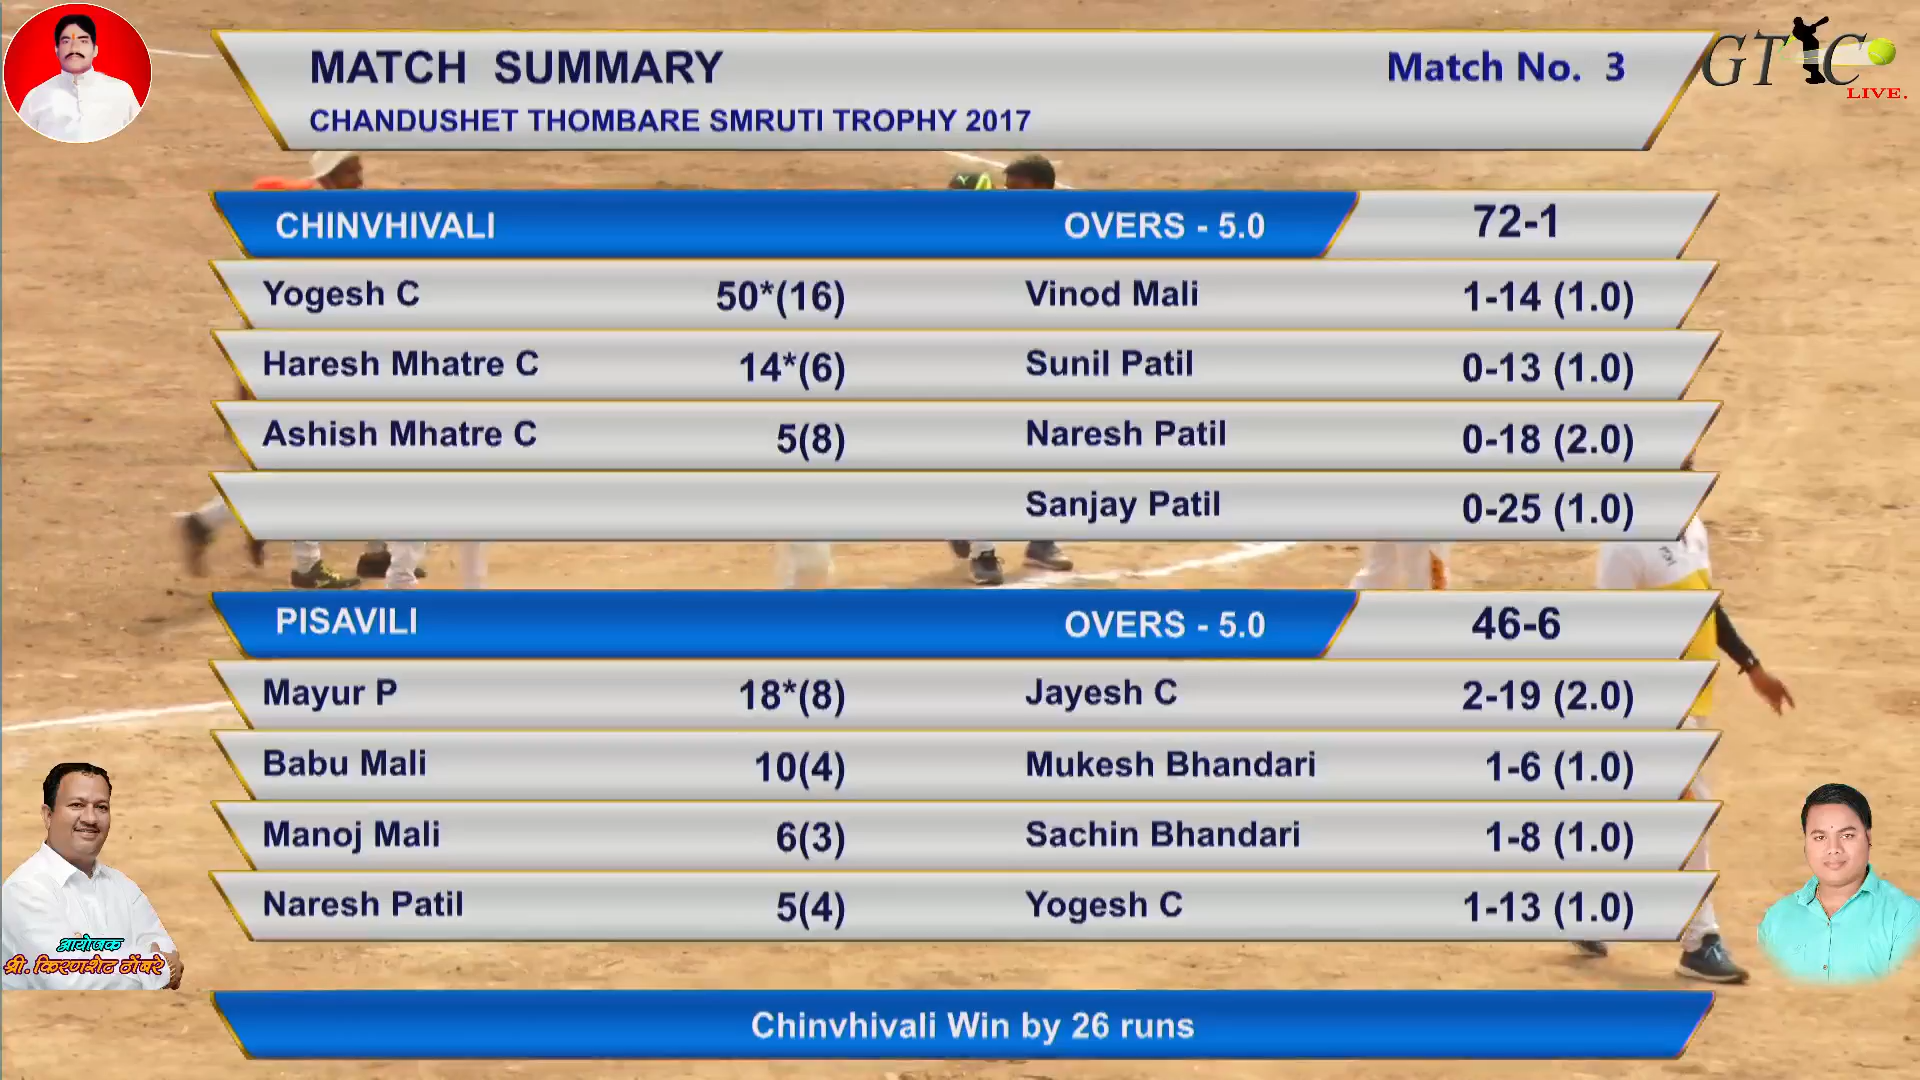 MATCH SUMMARY
Match No. 3
CHANDUSHET THOMBARE SMRUTI TROPHY 2017
GTCC
LIVE.
CHINVHIVALI OVERS - 5.0 72-1
Yogesh C 50*(16) Vinod Mali 1-14 (1.0)
Haresh Mhatre C 14*(6) Sunil Patil 0-13 (1.0)
Ashish Mhatre C 5(8) Naresh Patil 0-18 (2.0)
Sanjay Patil 0-25 (1.0)
PISAVILI OVERS - 5.0 46-6
Mayur P 18*(8) Jayesh C 2-19 (2.0)
Babu Mali 10(4) Mukesh Bhandari 1-6 (1.0)
Manoj Mali 6(3) Sachin Bhandari 1-8 (1.0)
Naresh Patil 5(4) Yogesh C 1-13 (1.0)
आयोजक
श्री. किरणशेट ठोंबरे
Chinvhivali Win by 26 runs